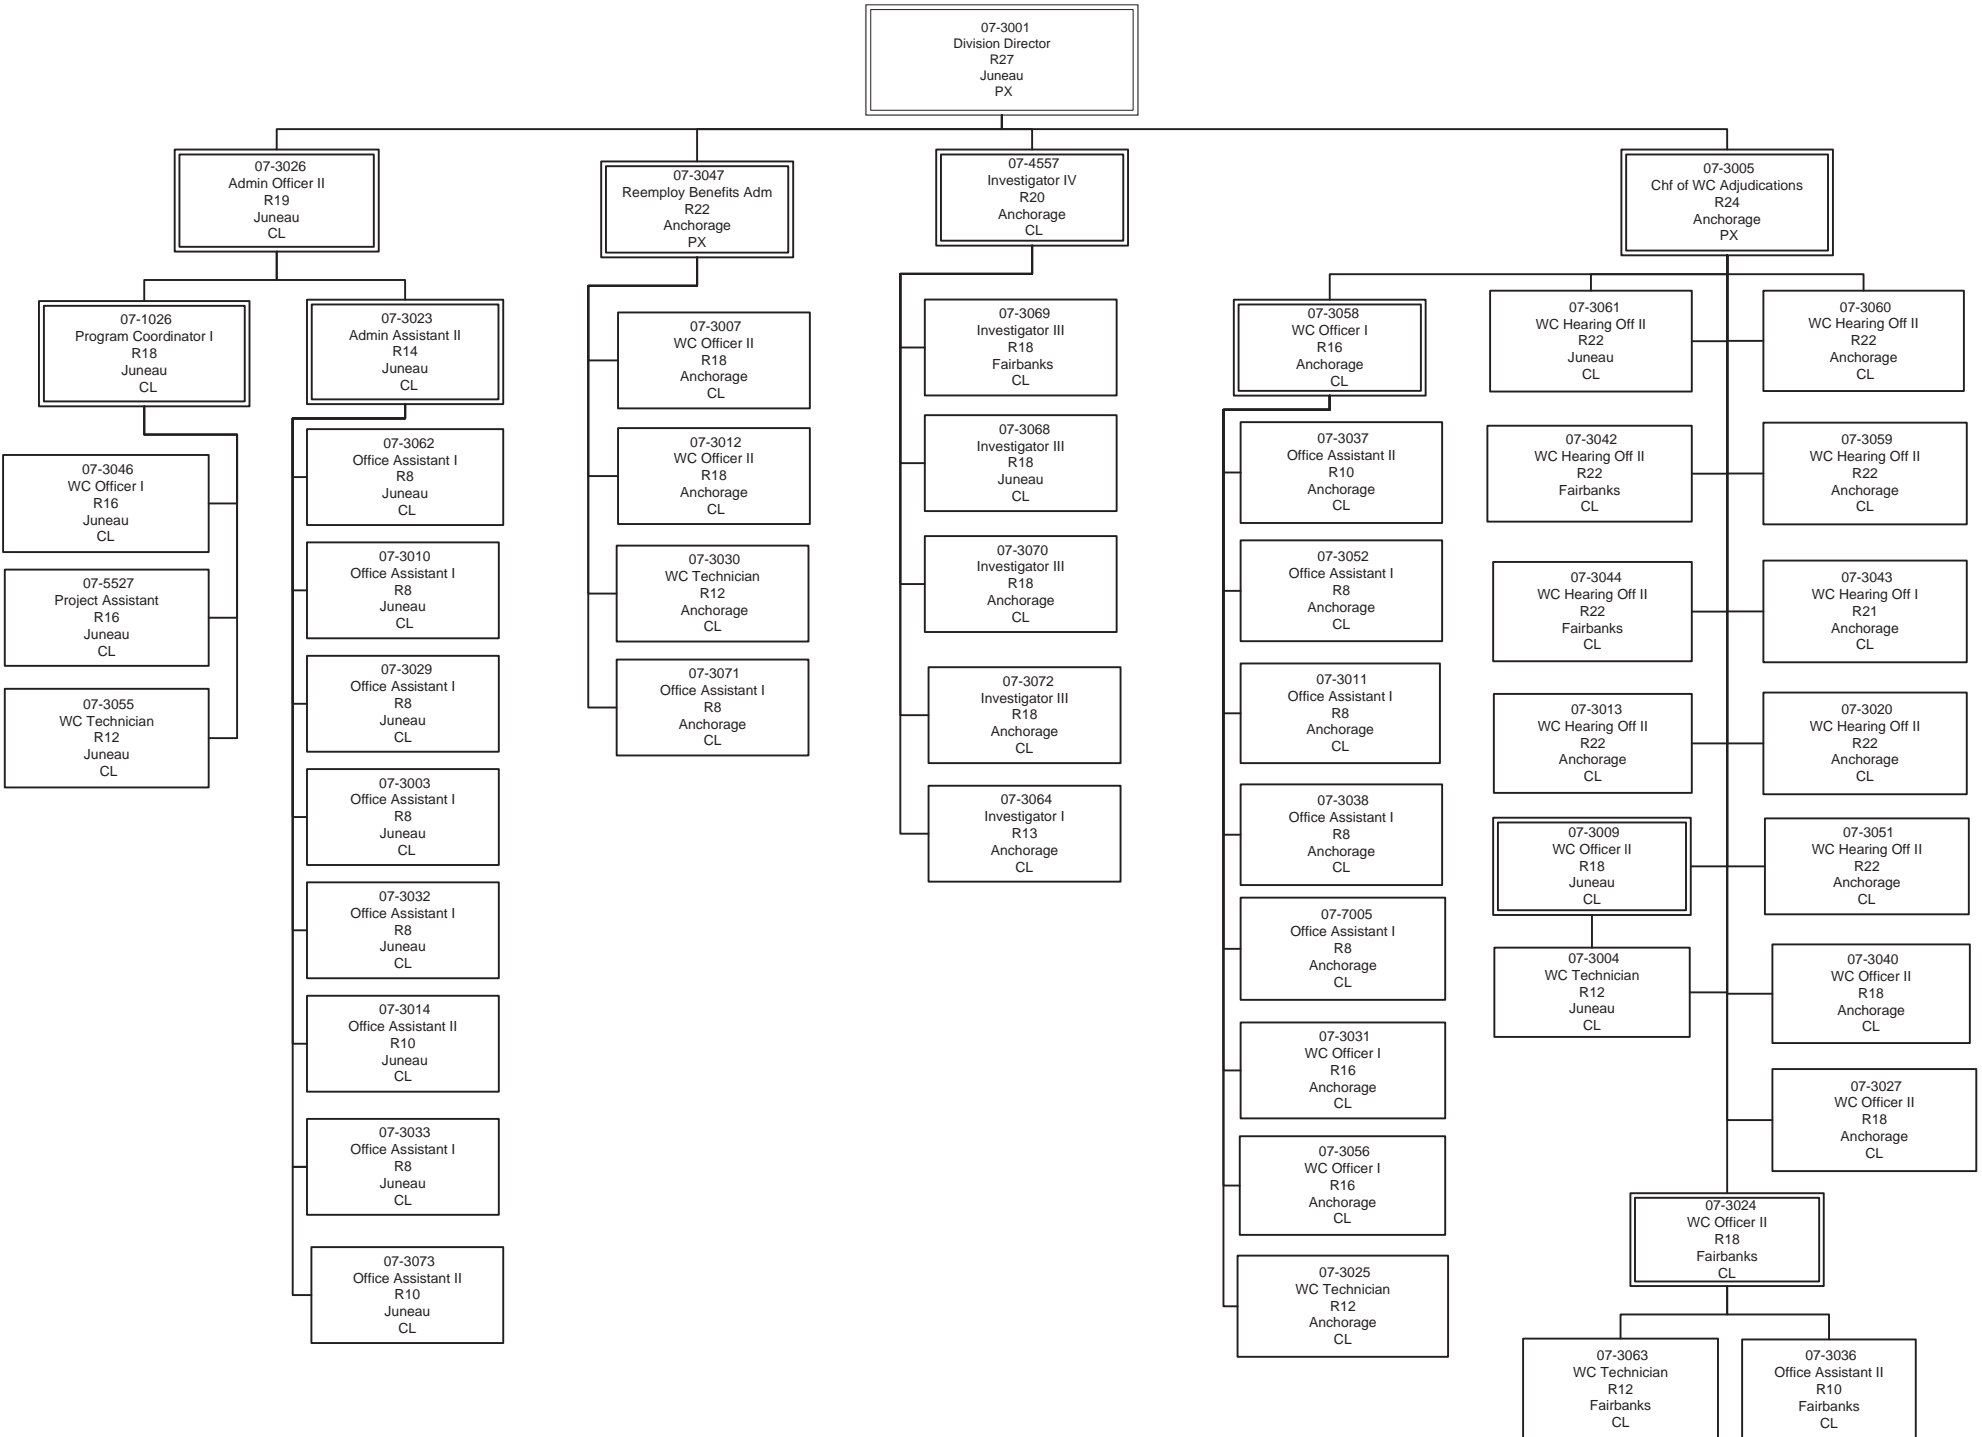 07-3001
Division Director
R27
Juneau
PX
07-3026
Admin Officer II
R19
Juneau
CL
07-3047
Reemploy Benefits Adm
R22
Anchorage
PX
07-4557
Investigator IV
R20
Anchorage
CL
07-3005
Chf of WC Adjudications
R24
Anchorage
PX
07-1026
Program Coordinator I
R18
Juneau
CL
07-3046
WC Officer I
R16
Juneau
CL
07-5527
Project Assistant
R16
Juneau
CL
07-3055
WC Technician
R12
Juneau
CL
07-3023
Admin Assistant II
R14
Juneau
CL
07-3062
Office Assistant I
R8
Juneau
CL
07-3010
Office Assistant I
R8
Juneau
CL
07-3029
Office Assistant I
R8
Juneau
CL
07-3003
Office Assistant I
R8
Juneau
CL
07-3032
Office Assistant I
R8
Juneau
CL
07-3014
Office Assistant II
R10
Juneau
CL
07-3033
Office Assistant I
R8
Juneau
CL
07-3073
Office Assistant II
R10
Juneau
CL
07-3007
WC Officer II
R18
Anchorage
CL
07-3012
WC Officer II
R18
Anchorage
CL
07-3030
WC Technician
R12
Anchorage
CL
07-3071
Office Assistant I
R8
Anchorage
CL
07-3069
Investigator III
R18
Fairbanks
CL
07-3068
Investigator III
R18
Juneau
CL
07-3070
Investigator III
R18
Anchorage
CL
07-3072
Investigator III
R18
Anchorage
CL
07-3064
Investigator I
R13
Anchorage
CL
07-3058
WC Officer I
R16
Anchorage
CL
07-3037
Office Assistant II
R10
Anchorage
CL
07-3052
Office Assistant I
R8
Anchorage
CL
07-3011
Office Assistant I
R8
Anchorage
CL
07-3038
Office Assistant I
R8
Anchorage
CL
07-7005
Office Assistant I
R8
Anchorage
CL
07-3031
WC Officer I
R16
Anchorage
CL
07-3056
WC Officer I
R16
Anchorage
CL
07-3025
WC Technician
R12
Anchorage
CL
07-3061
WC Hearing Off II
R22
Juneau
CL
07-3060
WC Hearing Off II
R22
Anchorage
CL
07-3042
WC Hearing Off II
R22
Fairbanks
CL
07-3059
WC Hearing Off II
R22
Anchorage
CL
07-3044
WC Hearing Off II
R22
Fairbanks
CL
07-3043
WC Hearing Off I
R21
Anchorage
CL
07-3013
WC Hearing Off II
R22
Anchorage
CL
07-3020
WC Hearing Off II
R22
Anchorage
CL
07-3009
WC Officer II
R18
Juneau
CL
07-3051
WC Hearing Off II
R22
Anchorage
CL
07-3004
WC Technician
R12
Juneau
CL
07-3040
WC Officer II
R18
Anchorage
CL
07-3027
WC Officer II
R18
Anchorage
CL
07-3024
WC Officer II
R18
Fairbanks
CL
07-3063
WC Technician
R12
Fairbanks
CL
07-3036
Office Assistant II
R10
Fairbanks
CL